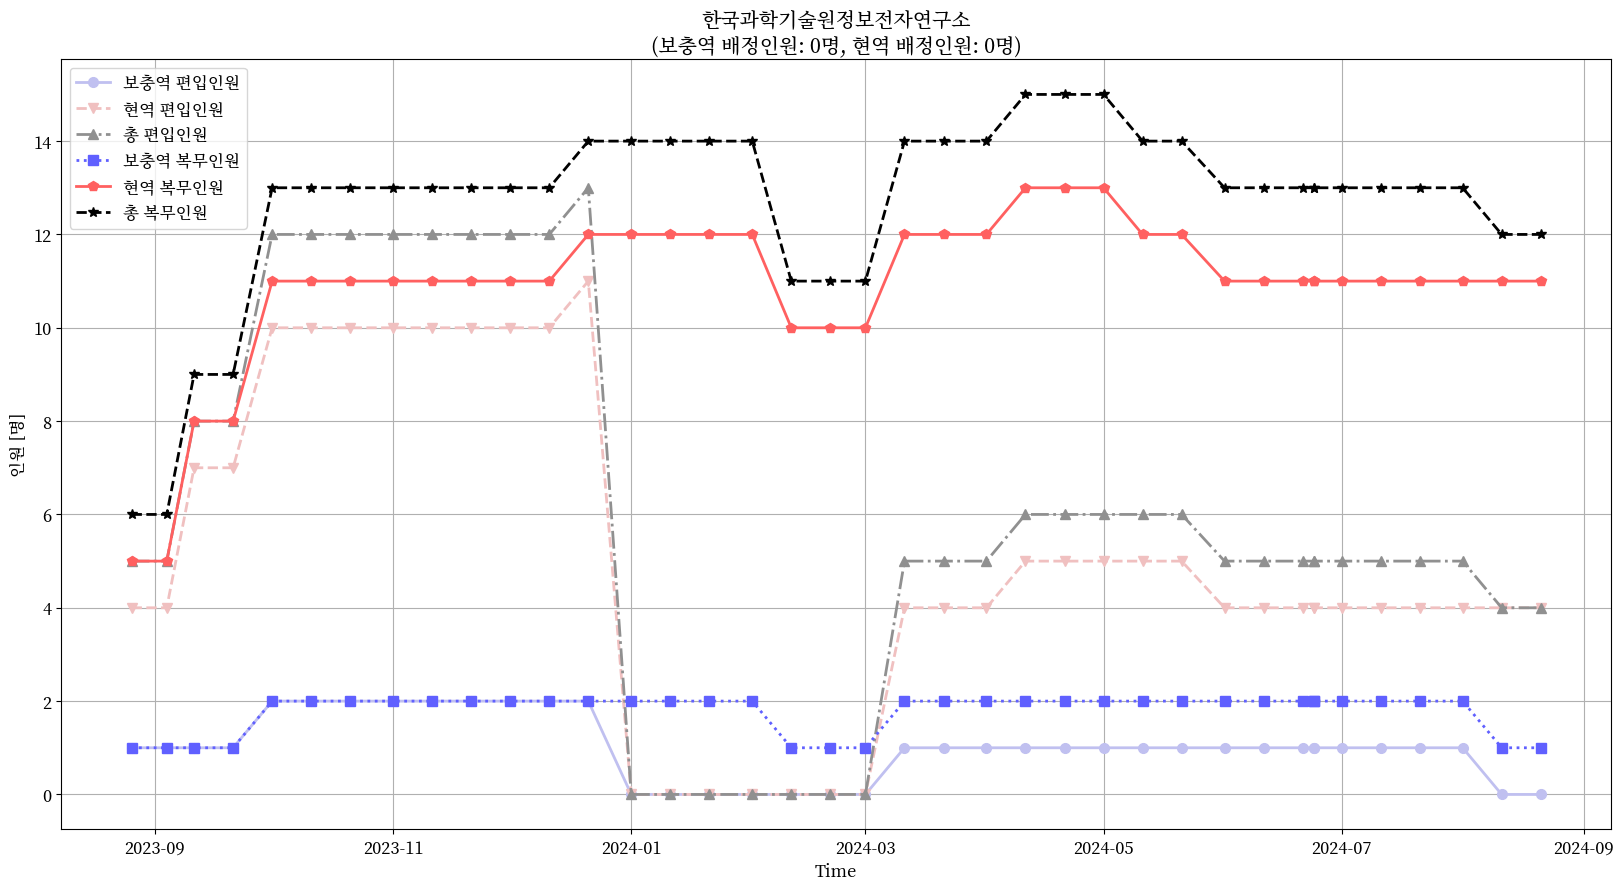 한국과학기술원정보전자연구소
(보충역 배정인원: 0명, 현역 배정인원: 0명)
보충역 편입인원
현역 편입인원
총 편입인원
보충역 복무인원
현역 복무인원
총 복무인원
14
12
10
8
6
4
2
0
인원 [명]
2023-09
2023-11
2024-01
2024-03
2024-05
2024-07
2024-09
Time